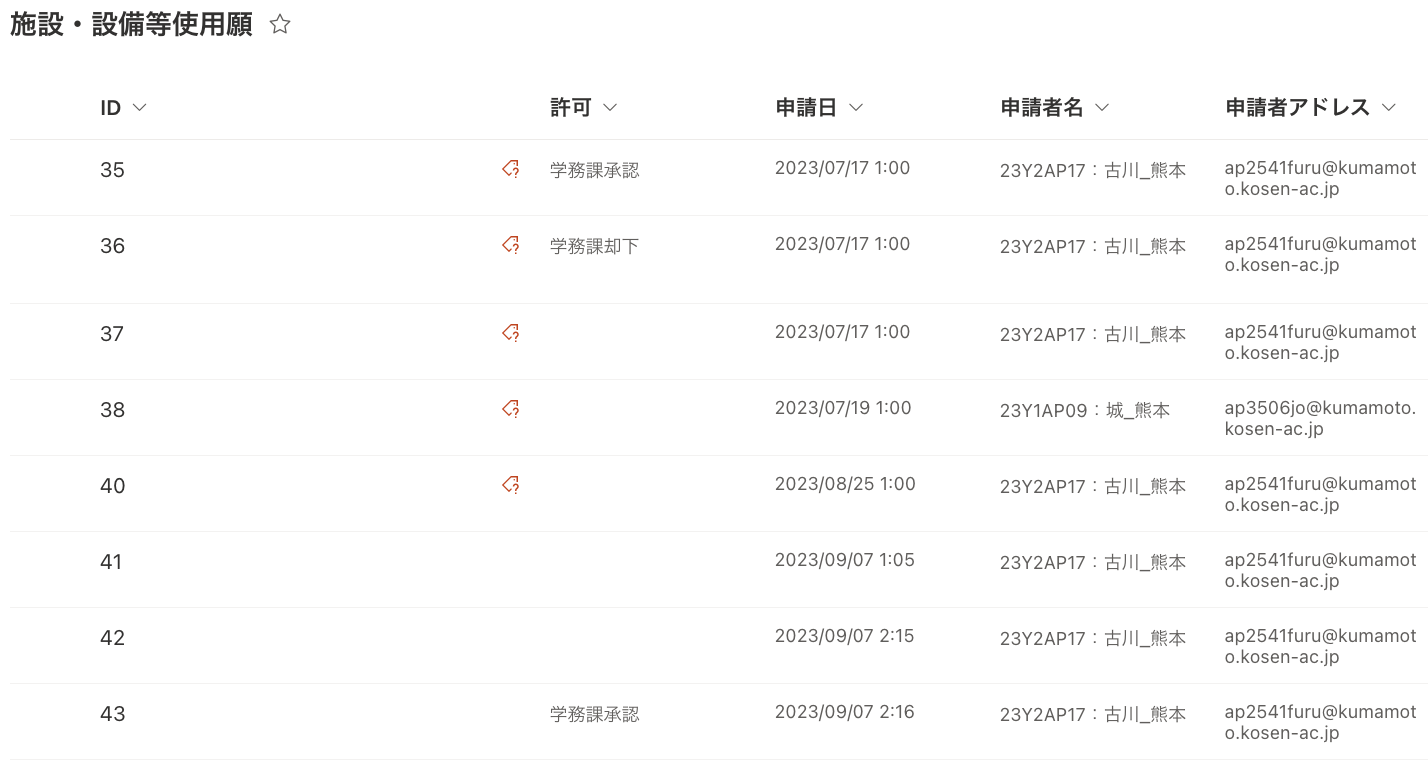 施設・設備等使用願
ID 許可 申請日 申請者名 申請者アドレス
35 学務課承認 2023/07/17 1:00 23Y2AP17：古川_熊本 ap2541furu@kumamot
o.kosen-ac.jp
36 学務課却下 2023/07/17 1:00 23Y2AP17：古川_熊本 ap2541furu@kumamot
o.kosen-ac.jp
37 2023/07/17 1:00 23Y2AP17：古川_熊本 ap2541furu@kumamot
o.kosen-ac.jp
38 2023/07/19 1:00 23Y1AP09：城_熊本 ap3506jo@kumamoto.
kosen-ac.jp
40 2023/08/25 1:00 23Y2AP17：古川_熊本 ap2541furu@kumamot
o.kosen-ac.jp
41 2023/09/07 1:05 23Y2AP17：古川_熊本 ap2541furu@kumamot
o.kosen-ac.jp
42 2023/09/07 2:15 23Y2AP17：古川_熊本 ap2541furu@kumamot
o.kosen-ac.jp
43 学務課承認 2023/09/07 2:16 23Y2AP17：古川_熊本 ap2541furu@kumamot
o.kosen-ac.jp